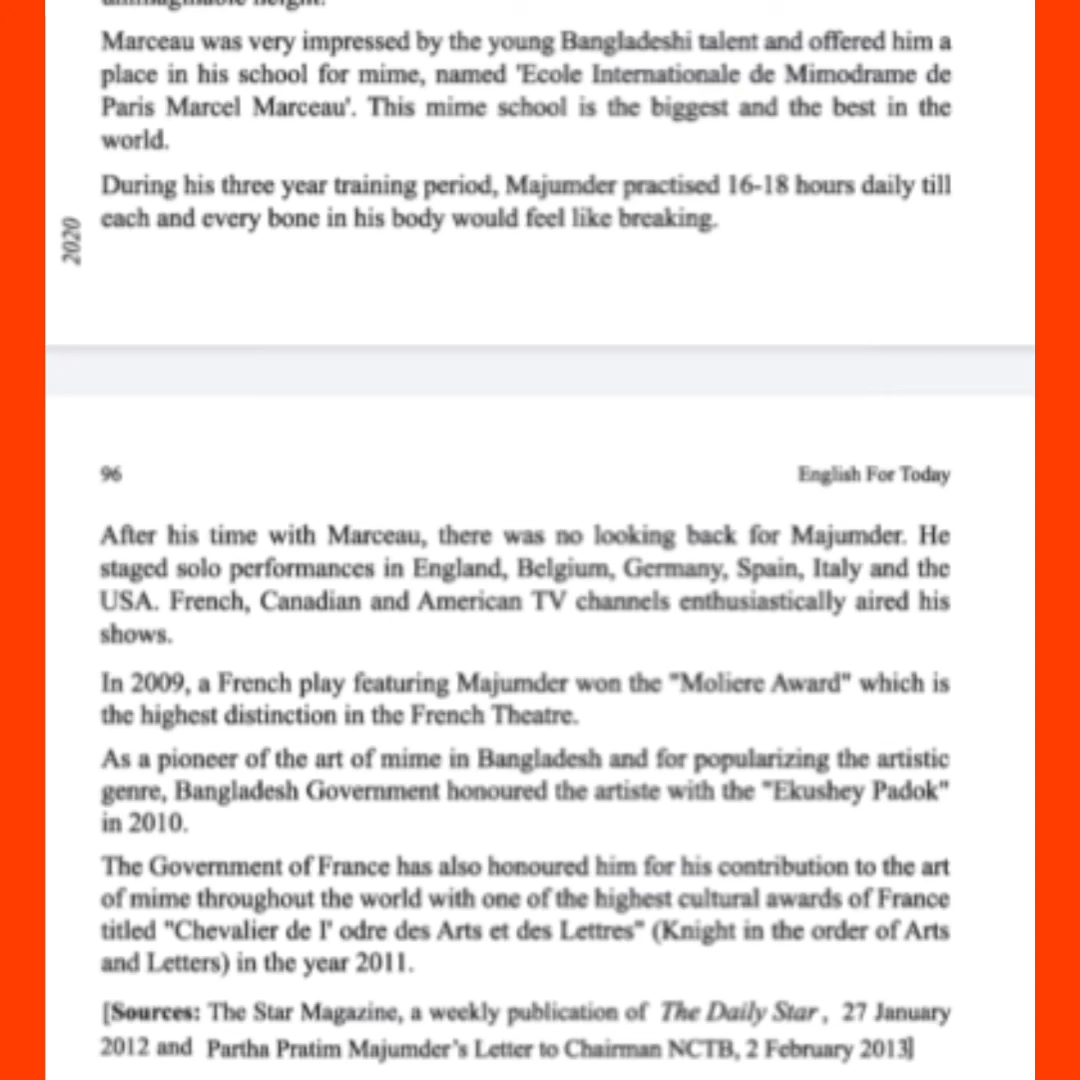 Marceau was very impressed by the young Bangladeshi talent and offered him a
place in his school for mime, named 'Ecole Internationale de Mimodrame de
Paris Marcel Marceau'. This mime school is the biggest and the best in the
world.
During his three year training period, Majumder practised 16-18 hours daily till
each and every bone in his body would feel like breaking.
2020
96
English For Today
After his time with Marceau, there was no looking back for Majumder. He
staged solo performances in England, Belgium, Germany, Spain, Italy and the
USA. French, Canadian and American TV channels enthusiastically aired his
shows.
In 2009, a French play featuring Majumder won the "Moliere Award" which is
the highest distinction in the French Theatre.
As a pioneer of the art of mime in Bangladesh and for popularizing the artistic
genre, Bangladesh Government honoured the artiste with the "Ekushey Padok"
in 2010.
The Government of France has also honoured him for his contribution to the art
of mime throughout the world with one of the highest cultural awards of France
titled "Chevalier de I' odre des Arts et des Lettres" (Knight in the order of Arts
and Letters) in the year 2011.
[Sources: The Star Magazine, a weekly publication of The Daily Star, 27 January
2012 and Partha Pratim Majumder's Letter to Chairman NCTB, 2 February 2013]